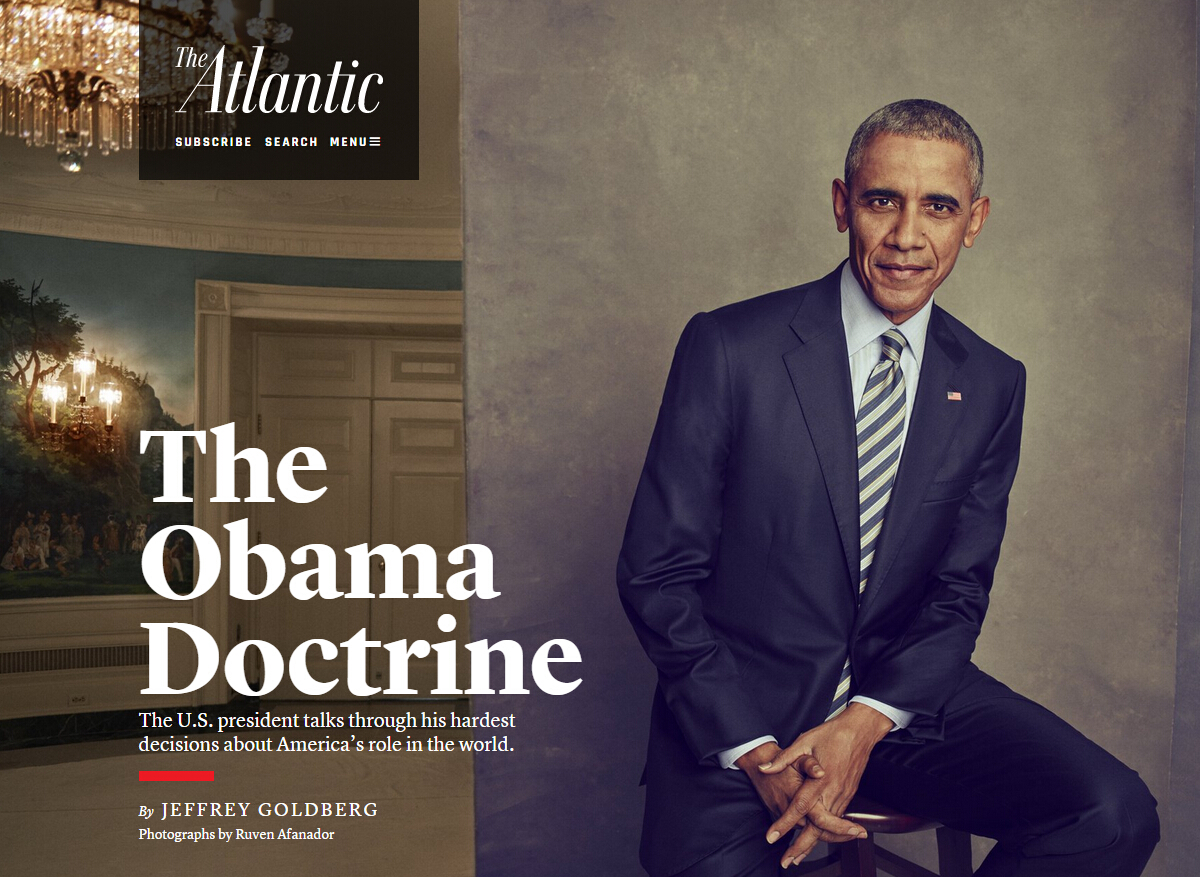 The Atlantic
SUBSCRIBE SEARCH MENU
The
Obama
Doctrine
The U.S. president talks through his hardest
decisions about America’s role in the world.
By JEFFREY GOLDBERG
Photographs by Ruven Afanador